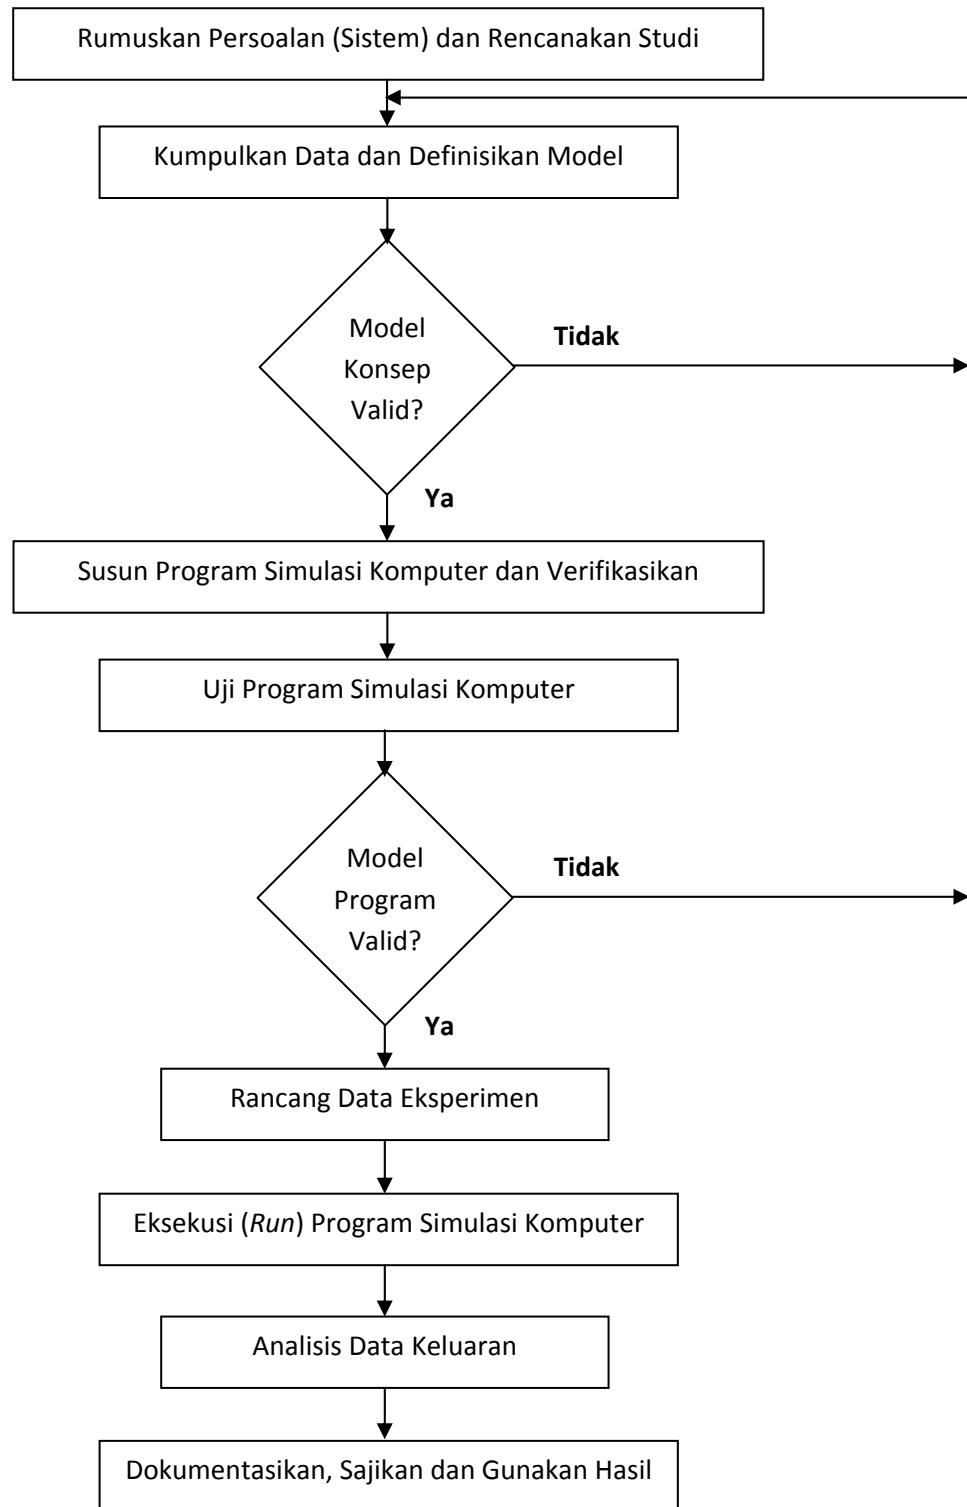 Rumuskan Persoalan (Sistem) dan Rencanakan Studi
Kumpulkan Data dan Definisikan Model
Model
Konsep
Valid?
Tidak
Ya
Susun Program Simulasi Komputer dan Verifikasikan
Uji Program Simulasi Komputer
Model
Program
Valid?
Tidak
Ya
Rancang Data Eksperimen
Eksekusi (Run) Program Simulasi Komputer
Analisis Data Keluaran
Dokumentasikan, Sajikan dan Gunakan Hasil